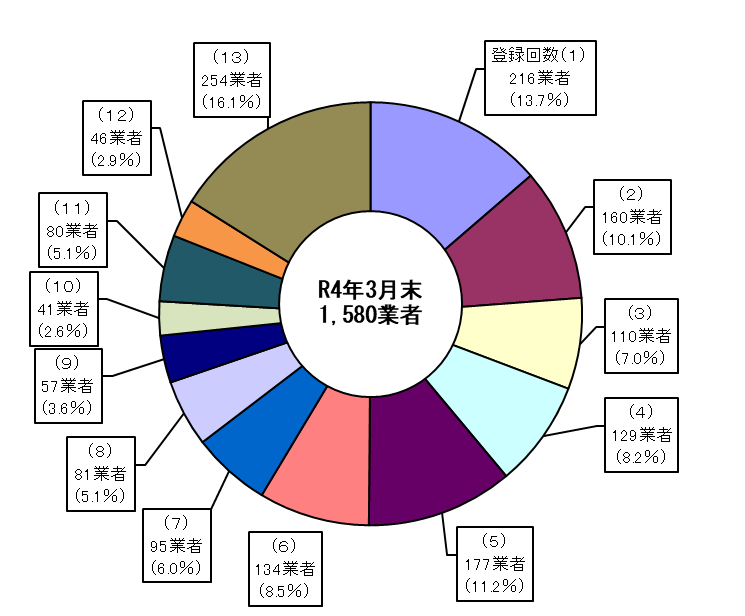 登録回数(1)
216業者
(13.7%)
(2)
160業者
(10.1%)
(3)
110業者
(7.0%)
(4)
129業者
(8.2%)
(5)
177業者
(11.2%)
(6)
134業者
(8.5%)
(7)
95業者
(6.0%)
(8)
81業者
(5.1%)
(9)
57業者
(3.6%)
(10)
41業者
(2.6%)
(11)
80業者
(5.1%)
(12)
46業者
(2.9%)
(13)
254業者
(16.1%)
R4年3月末
1,580業者